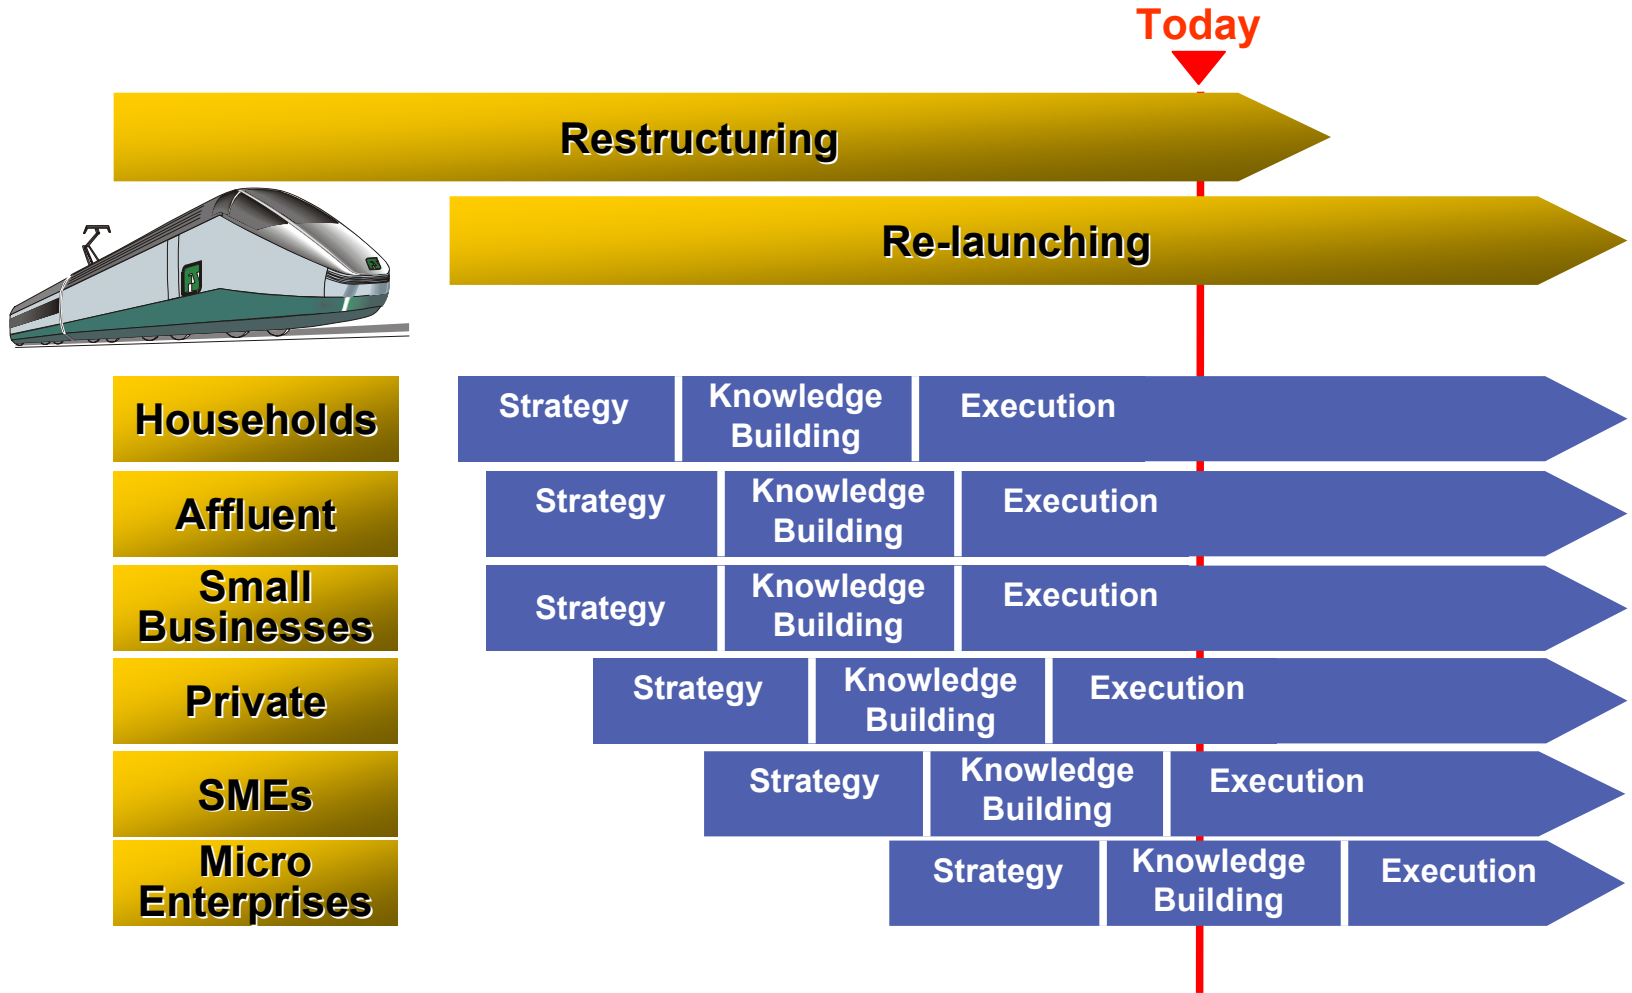 Today
Restructuring
Re-launching
Households
Strategy
Knowledge
Building
Execution
Affluent
Strategy
Knowledge
Building
Execution
Small
Businesses
Strategy
Knowledge
Building
Execution
Private
Strategy
Knowledge
Building
Execution
SMEs
Strategy
Knowledge
Building
Execution
Micro
Enterprises
Strategy
Knowledge
Building
Execution